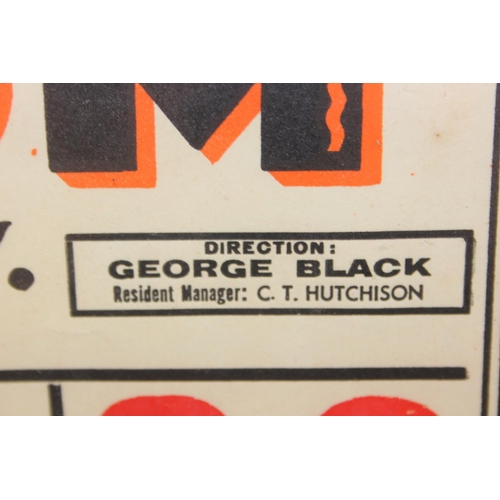 M
DIRECTION:
GEORGE BLACK
Resident Manager: C. T. HUTCHISON